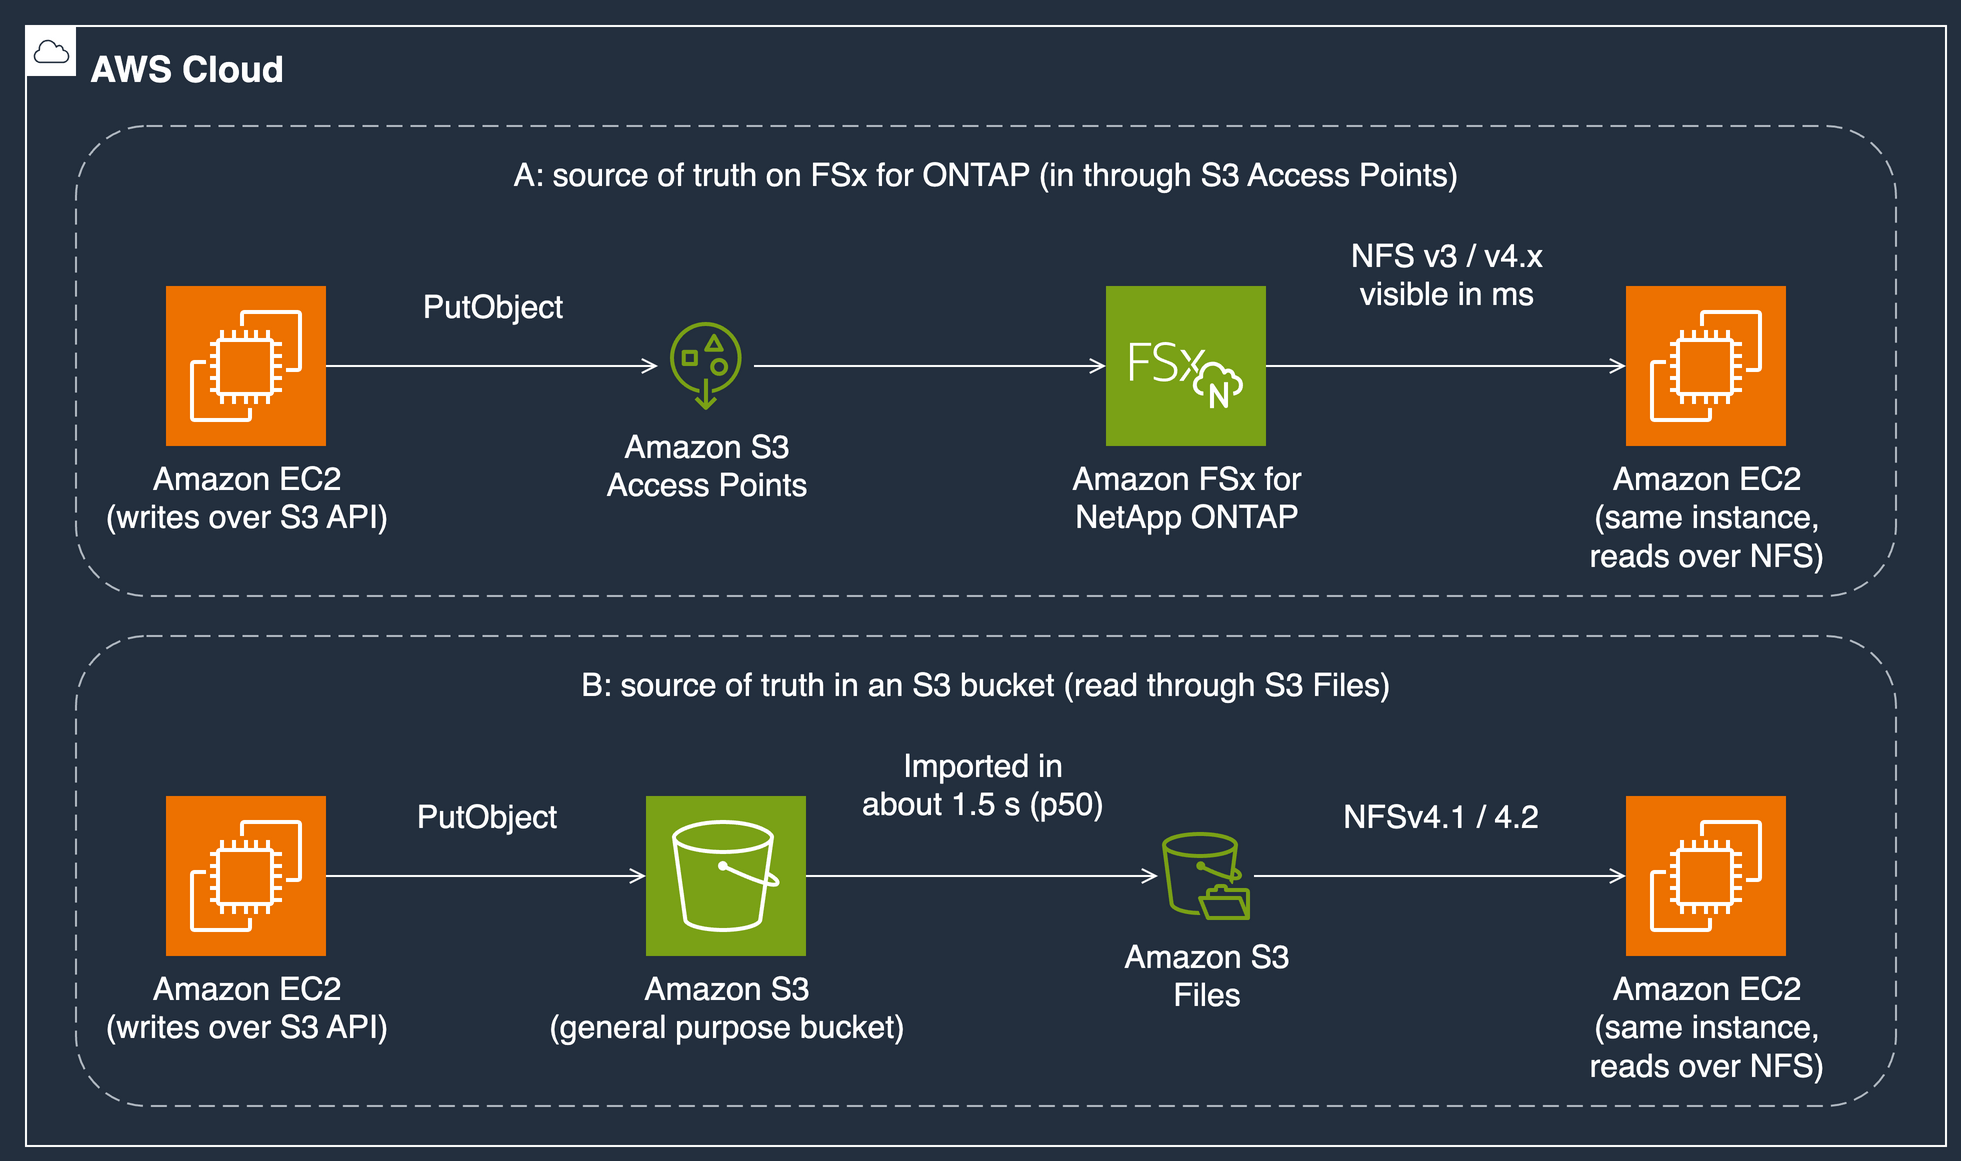 AWS Cloud
A: source of truth on FSx for ONTAP (in through S3 Access Points)
NFS v3 / v4.x
visible in ms
PutObject
FSx
N
Amazon S3
Access Points
Amazon EC2
(writes over S3 API)
Amazon FSx for
NetApp ONTAP
Amazon EC2
(same instance,
reads over NFS)
B: source of truth in an S3 bucket (read through S3 Files)
Imported in
about 1.5 s (p50)
PutObject
NFSv4.1 / 4.2
Amazon EC2
(writes over S3 API)
Amazon S3
(general purpose bucket)
Amazon S3
Files
Amazon EC2
(same instance,
reads over NFS)